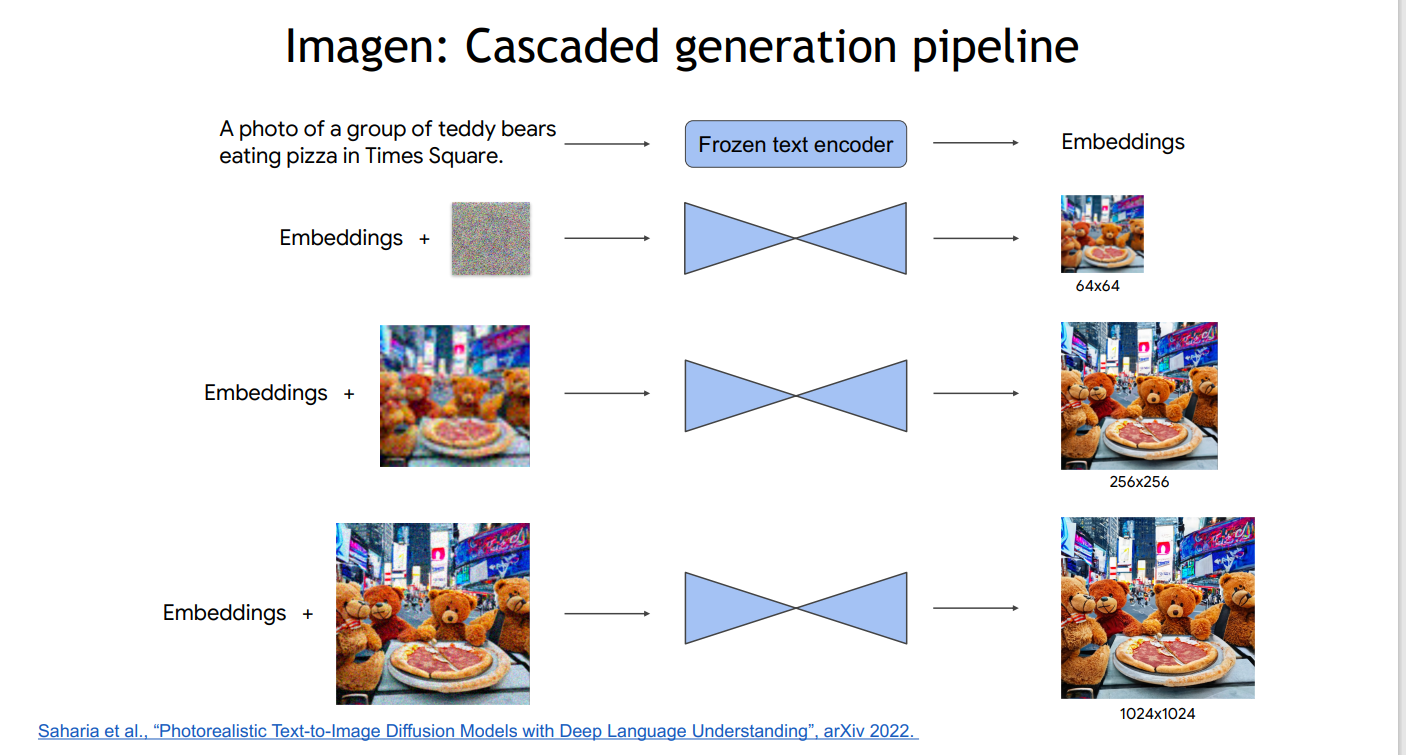 Imagen: Cascaded generation pipeline
A photo of a group of teddy bears
eating pizza in Times Square.
Frozen text encoder
Embeddings
Embeddings +
64x64
Embeddings +
256x256
Embeddings +
1024x1024
Saharia et al., “Photorealistic Text-to-Image Diffusion Models with Deep Language Understanding”, arXiv 2022.